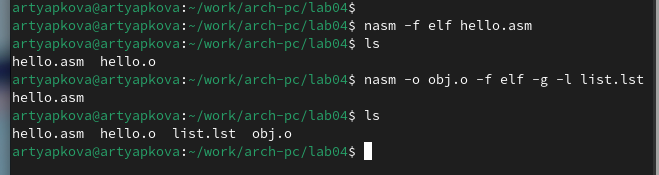 artyapkova@artyapkova:~/work/arch-pc/lab04$
artyapkova@artyapkova:~/work/arch-pc/lab04$ nasm -f elf hello.asm
artyapkova@artyapkova:~/work/arch-pc/lab04$ ls
hello.asm  hello.o
artyapkova@artyapkova:~/work/arch-pc/lab04$ nasm -o obj.o -f elf -g -l list.lst
hello.asm
artyapkova@artyapkova:~/work/arch-pc/lab04$ ls
hello.asm  hello.o  list.lst  obj.o
artyapkova@artyapkova:~/work/arch-pc/lab04$